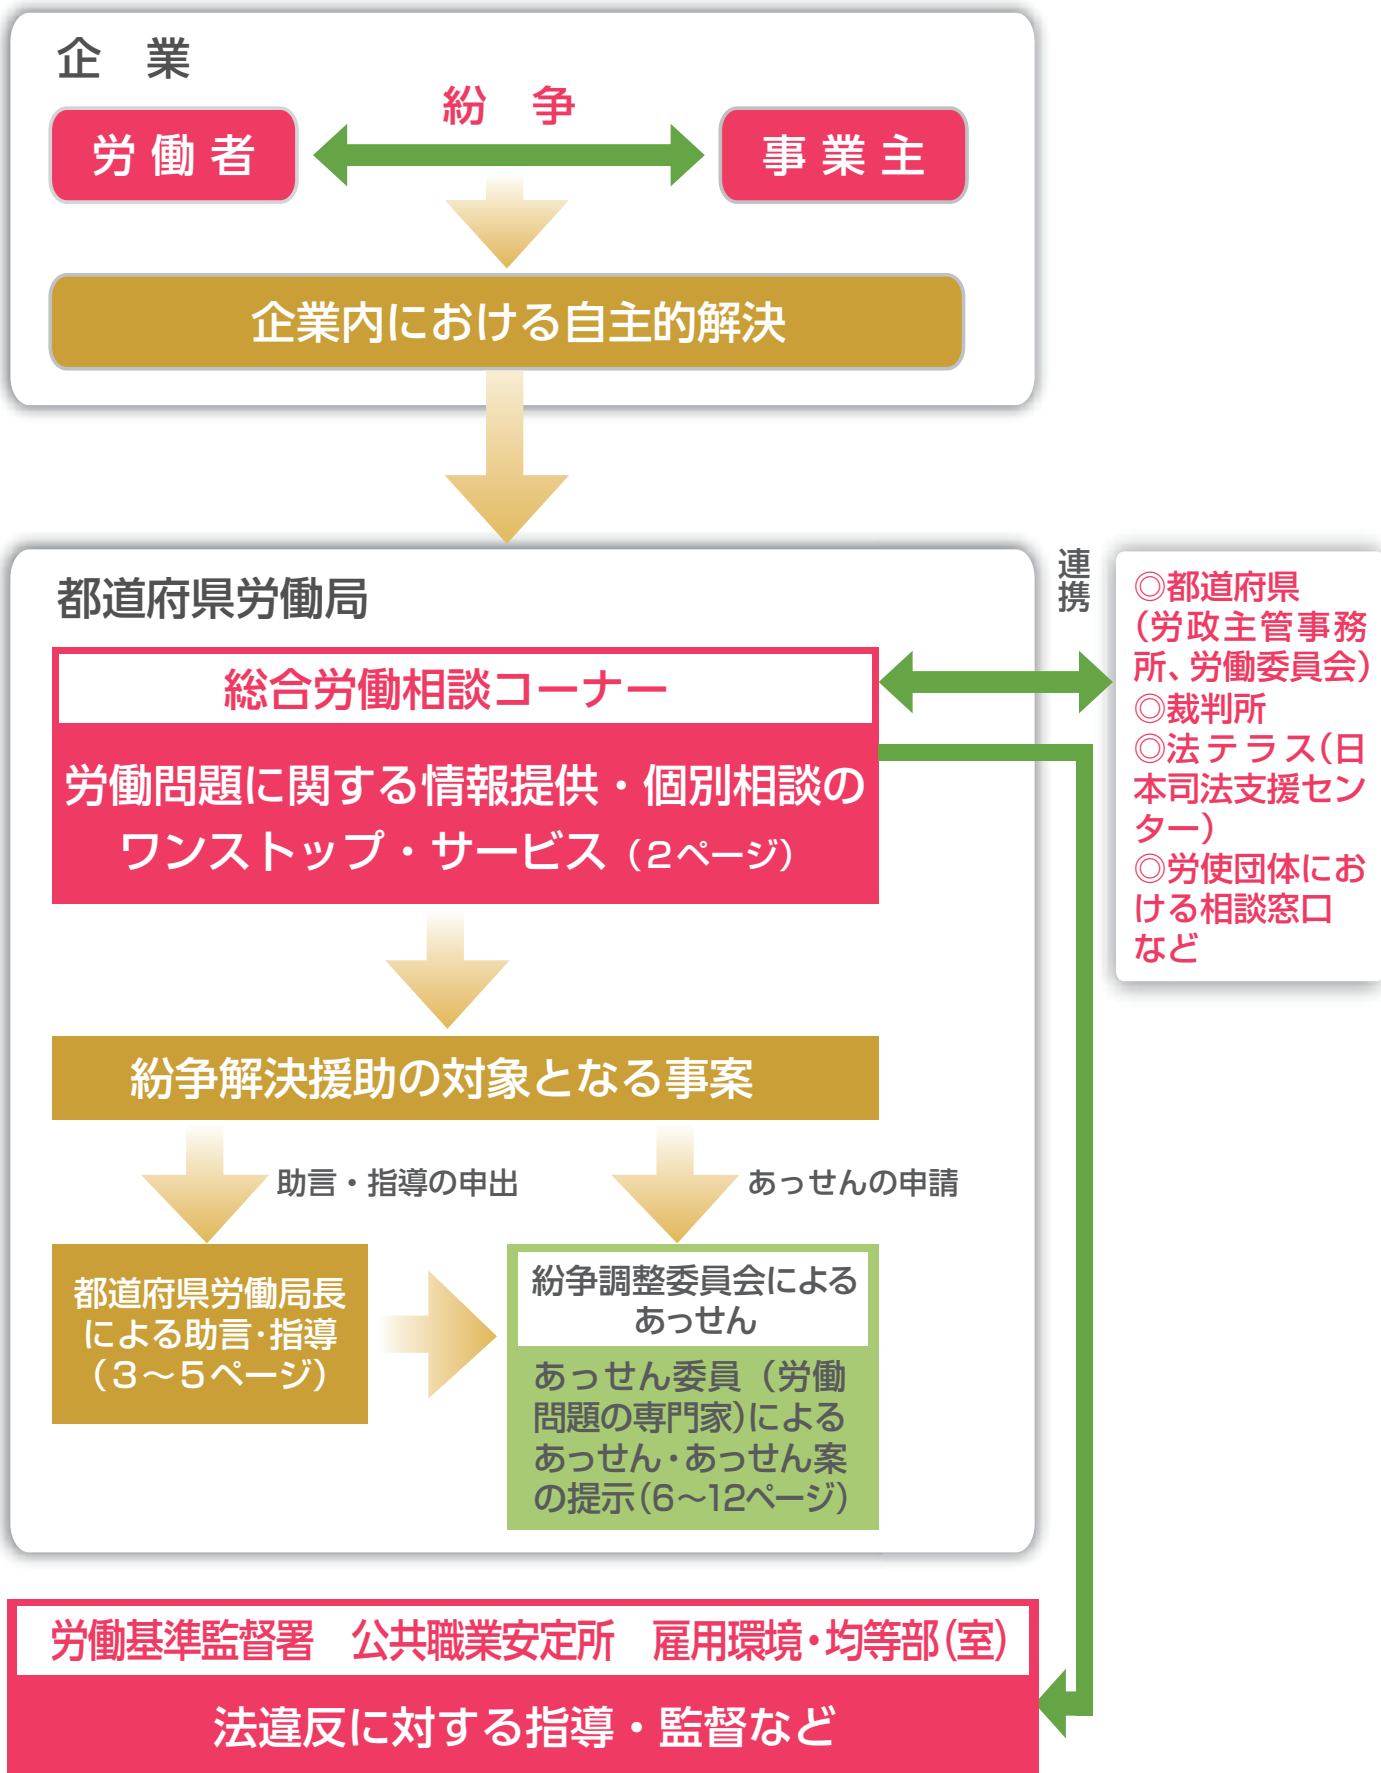 企　業
紛　争
労働者
事業主
企業内における自主的解決
都道府県労働局
連携
総合労働相談コーナー
労働問題に関する情報提供・個別相談の
ワンストップ・サービス（２ページ）
◎都道府県
（労政主管事務
所、労働委員会）
◎裁判所
◎法テラス（日
本司法支援セン
ター）
◎労使団体にお
ける相談窓口
など
紛争解決援助の対象となる事案
助言・指導の申出
あっせんの申請
都道府県労働局長
による助言・指導
（３～５ページ）
紛争調整委員会による
あっせん
あっせん委員（労働
問題の専門家）による
あっせん・あっせん案
の提示（6～12ページ）
労働基準監督署　公共職業安定所　雇用環境・均等部（室）
法違反に対する指導・監督など